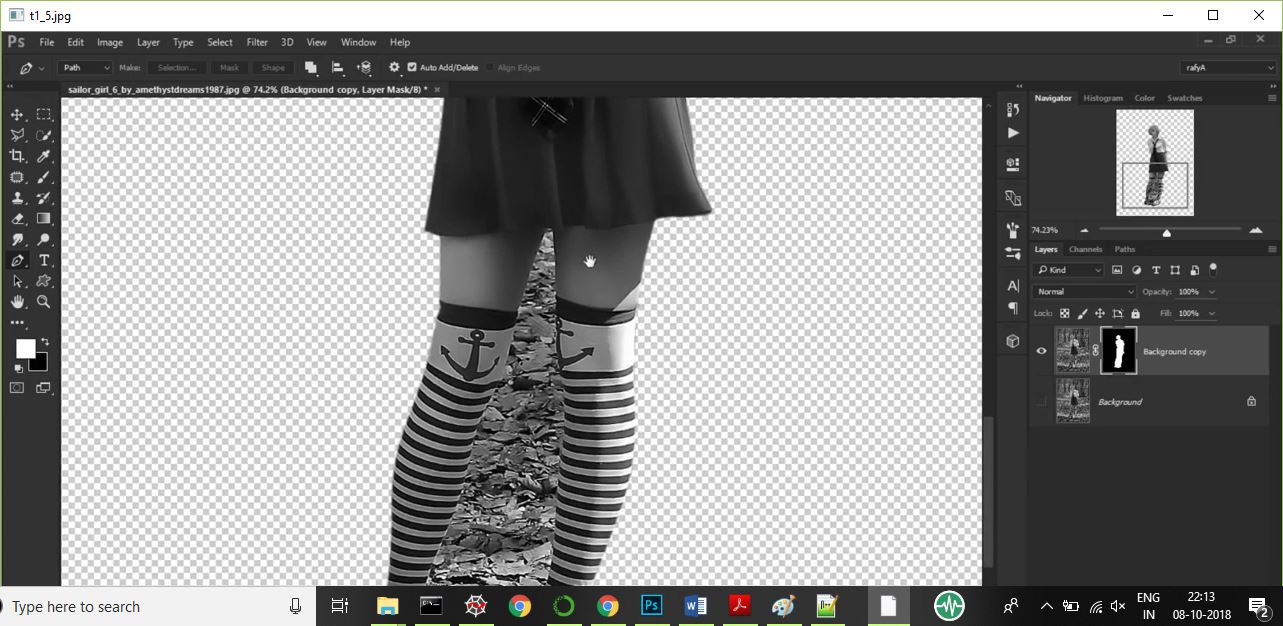 t1_5.jpg
Ps File Edit Image Layer Type Select Filter 3D View Window Help
Path Make: Selection... Mask Shape Auto Add/Delete Align Edges rafyA
sailor_girl_6_by_amethystdreams1987.jpg @ 74.2% (Background copy, Layer Mask/8) * ×
Navigator Histogram Color Swatches
74.23%
Layers Channels Paths
Kind
Normal Opacity: 100%
Lock: Fill: 100%
Background copy
Background
Type here to search
Ps
ENG
IN
22:13
08-10-2018
2